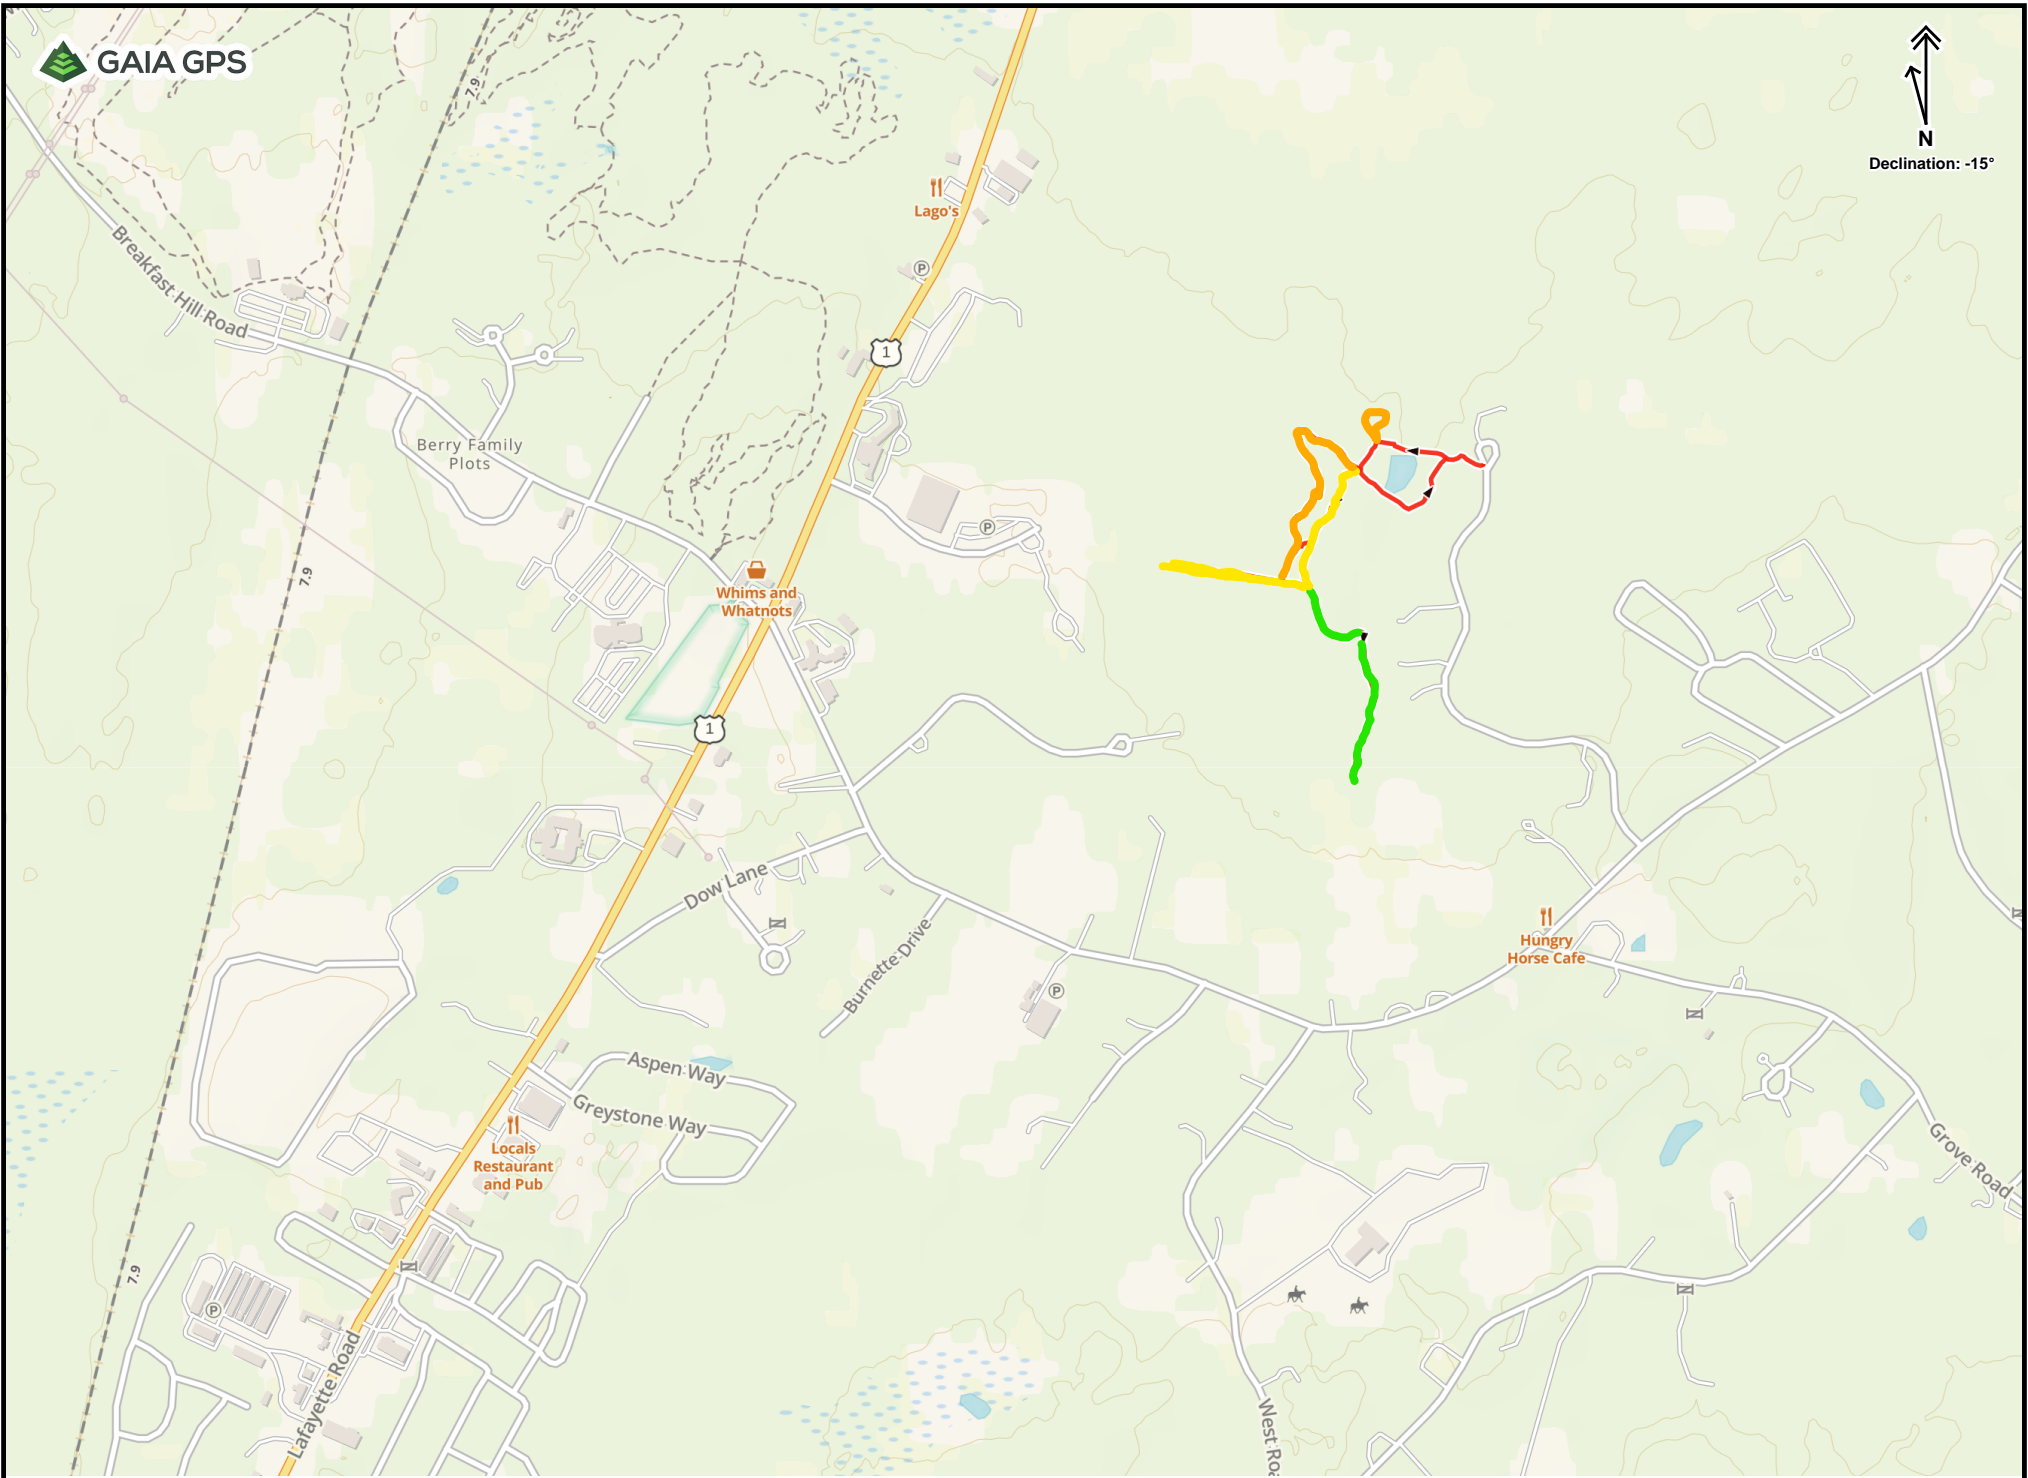 GAIA GPS
N
Declination: -15°
7.9
Lago's
Breakfast Hill Road
1
Berry Family
Plots
7.9
Whims and
Whatnots
1
Dow Lane
Burnette Drive
Hungry
Horse Cafe
Aspen Way
Greystone Way
Locals
Restaurant
and Pub
Grove Road
7.9
Lafayette Road
West Roa
P
P
P
P